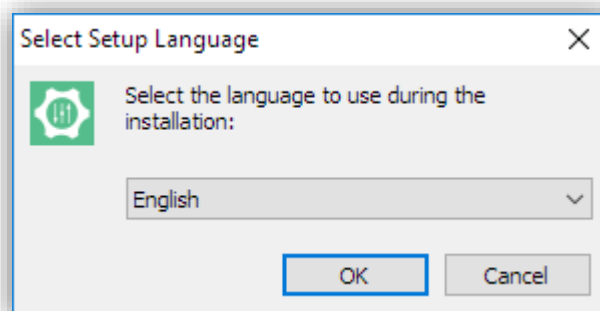 Select Setup Language
Select the language to use during the
installation:
English
OK
Cancel